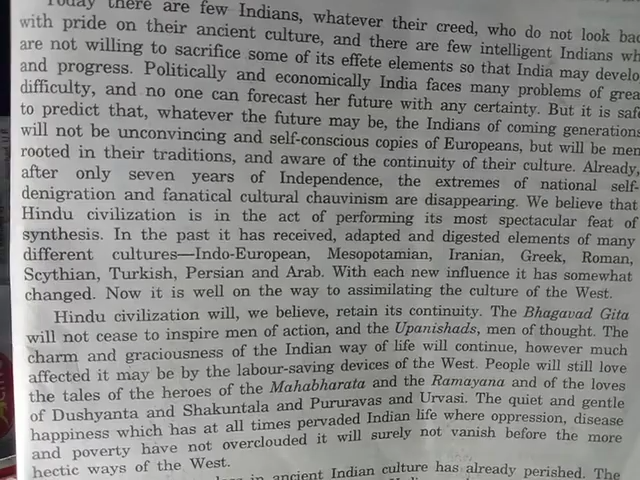 Today there are few Indians, whatever their creed, who do not look
with pride on their ancient culture, and there are few intelligent Indians
are not willing to sacrifice some of its effete elements so that India may
and progress. Politically and economically India faces many problems of
difficulty, and no one can forecast her future with any certainty. But it is
to predict that, whatever the future may be, the Indians of coming generations
will not be unconvincing and self-conscious copies of Europeans, but will be men
rooted in their traditions, and aware of the continuity of their culture. Already,
after only seven years of Independence, the extremes of national self-
denigration and fanatical cultural chauvinism are disappearing. We believe that
Hindu civilization is in the act of performing its most spectacular feat of
synthesis. In the past it has received, adapted and digested elements of many
different cultures—Indo-European, Mesopotamian, Iranian, Greek, Roman,
Scythian, Turkish, Persian and Arab. With each new influence it has somewhat
changed. Now it is well on the way to assimilating the culture of the West.
Hindu civilization will, we believe, retain its continuity. The Bhagavad Gita
will not cease to inspire men of action, and the Upanishads, men of thought. The
charm and graciousness of the Indian way of life will continue, however much
affected it may be by the labour-saving devices of the West. People will still love
the tales of the heroes of the Mahabharata and the Ramayana and of the loves
of Dushyanta and Shakuntala and Pururavas and Urvasi. The quiet and gentle
happiness which has at all times pervaded Indian life where oppression, disease
and poverty have not overclouded it will surely not vanish before the more
hectic ways of the West.
in ancient Indian culture has already perished. The